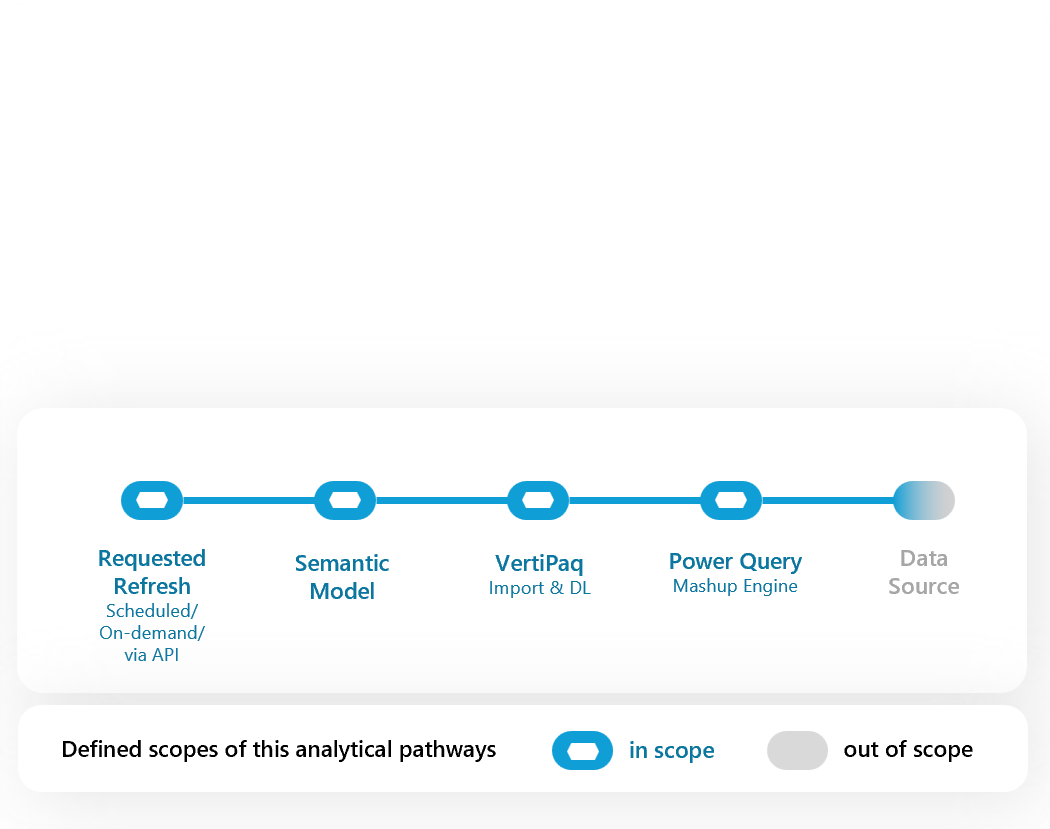 Requested
Refresh
Scheduled/
On-demand/
via API
Semantic
Model
VertiPaq
Import & DL
Power Query
Mashup Engine
Data
Source
Defined scopes of this analytical pathways
in scope
out of scope